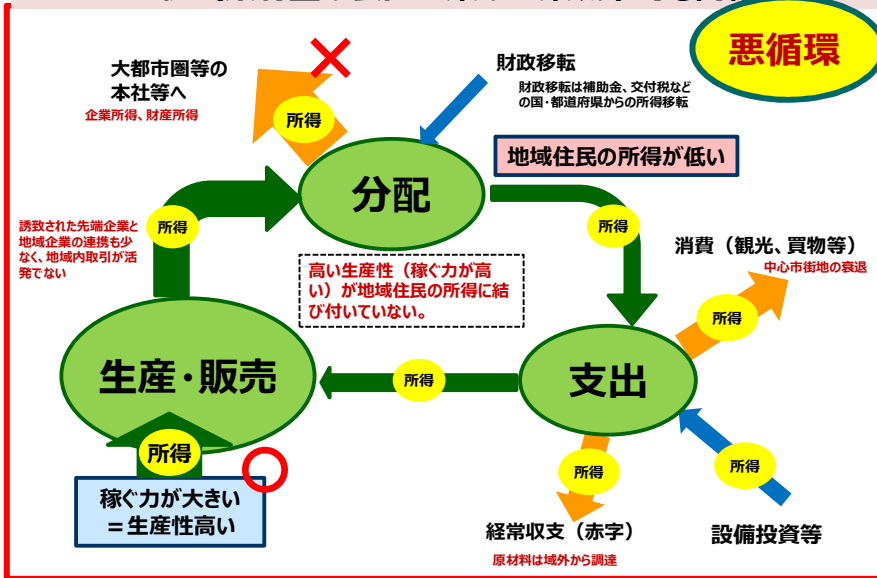 悪循環
大都市圏等の
本社等へ
企業所得、財産所得
所得
財政移転
財政移転は補助金、交付税など
の国・都道府県からの所得移転
地域住民の所得が低い
分配
誘致された先端企業と
地域企業の連携も少
なく、地域内取引が活
発でない
所得
所得
高い生産性（稼ぐ力が高
い）が地域住民の所得に結
び付いていない。
消費（観光、買物等）
中心市街地の衰退
所得
生産・販売
所得
支出
所得
稼ぐ力が大きい
＝生産性高い
所得
経常収支（赤字）
原材料は域外から調達
所得
設備投資等